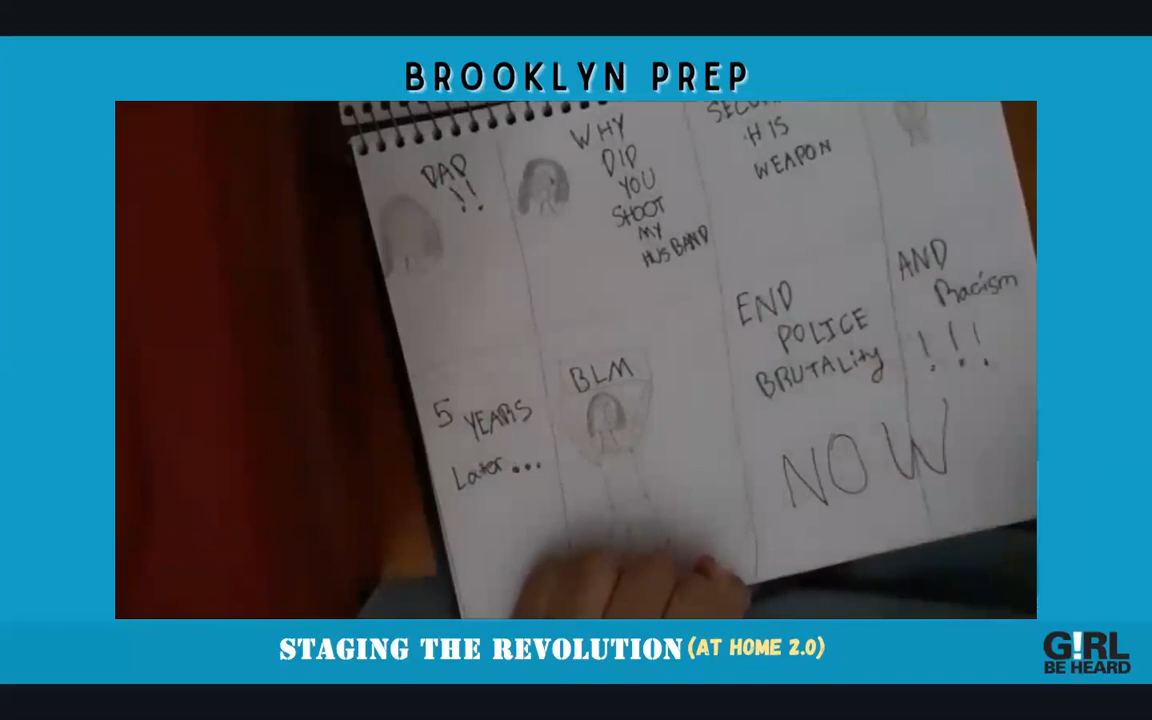 BROOKLYN PREP
DAD
!!
WHY
DID
YOU
SHOOT
MY
HUSBAND
HIS
WEAPON
5
YEARS
Later...
BLM
END
POLICE
BRUTALity
AND
Racism
!!!
NOW
STAGING THE REVOLUTION (AT HOME 2.0)
G!RL
BE HEARD